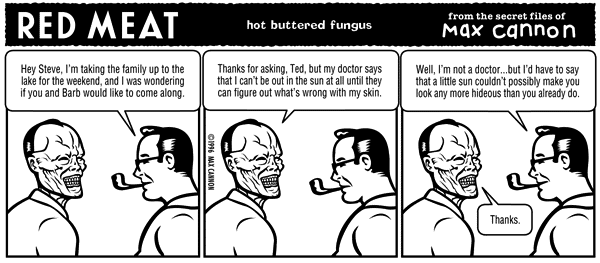 RED MEAT
hot buttered fungus
from the secret files of
Max cannon
Hey Steve, I'm taking the family up to the
lake for the weekend, and I was wondering
if you and Barb would like to come along.
Thanks for asking, Ted, but my doctor says
that I can't be out in the sun at all until they
can figure out what's wrong with my skin.
©1996 MAX CANNON
Well, I'm not a doctor...but I'd have to say
that a little sun couldn't possibly make you
look any more hideous than you already do.
Thanks.